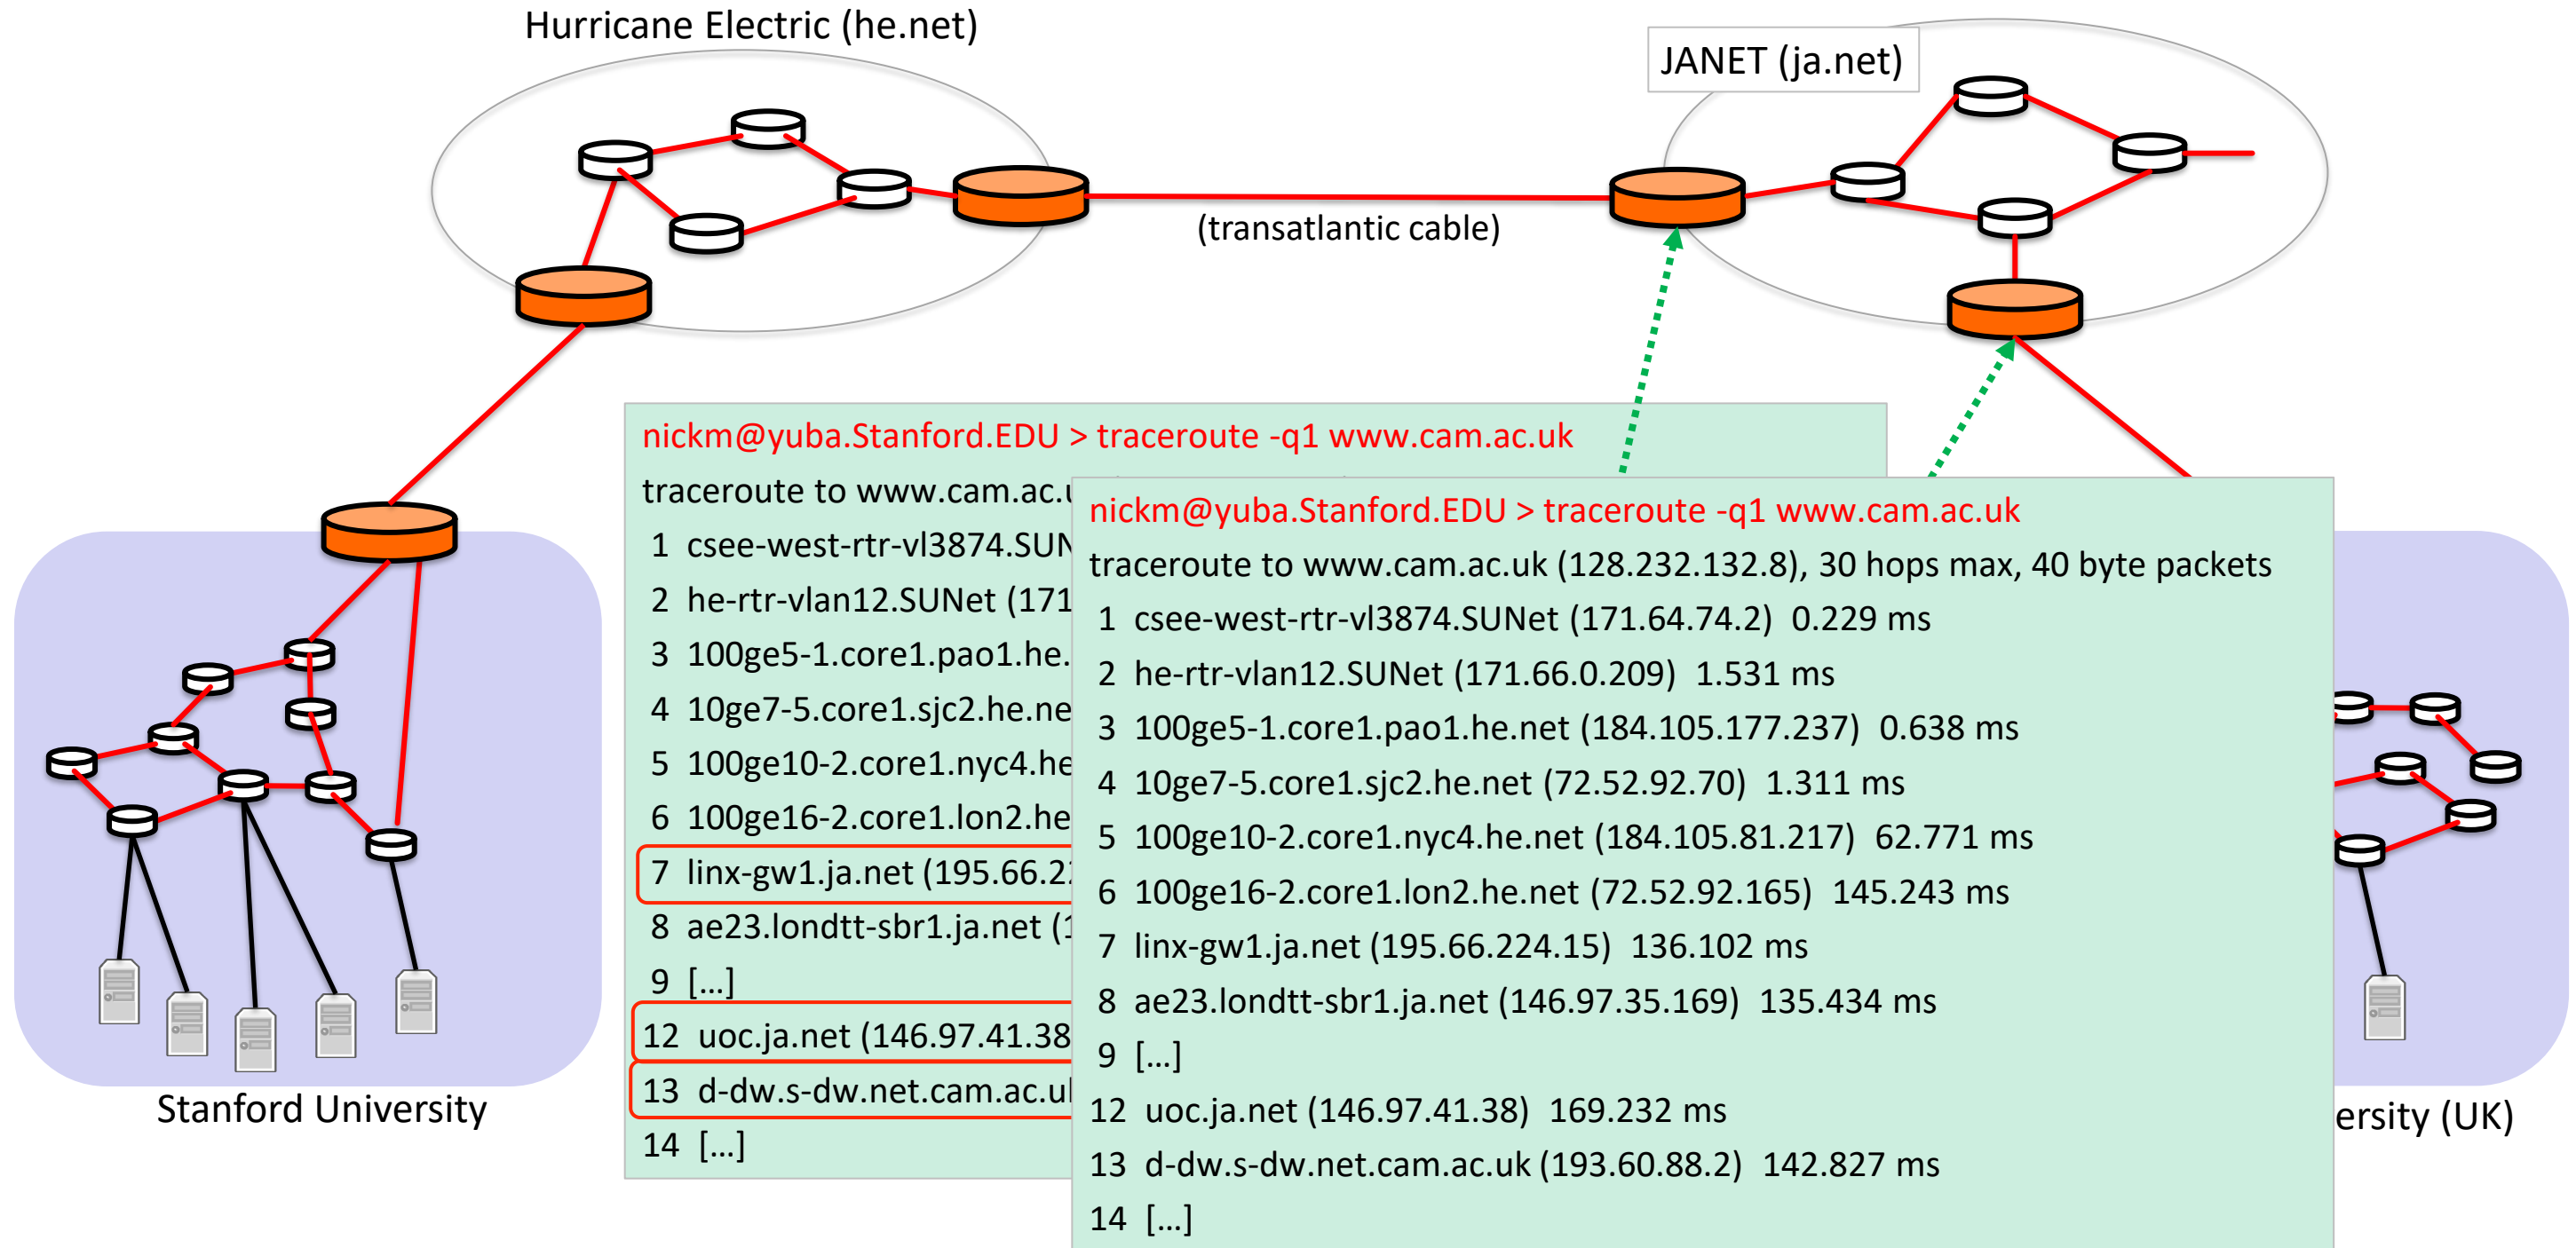 Hurricane Electric (he.net)
JANET (ja.net)
(transatlantic cable)
nickm@yuba.Stanford.EDU > traceroute -q1 www.cam.ac.uk
traceroute to www.cam.ac.u
1 csee-west-rtr-vl3874.SUN
2 he-rtr-vlan12.SUNet (171
3 100ge5-1.core1.pao1.he.
4 10ge7-5.core1.sjc2.he.ne
5 100ge10-2.core1.nyc4.he
6 100ge16-2.core1.lon2.he
7 linx-gw1.ja.net (195.66.22
8 ae23.londtt-sbr1.ja.net (1
9 [...]
12 uoc.ja.net (146.97.41.38
13 d-dw.s-dw.net.cam.ac.uk
14 [...]
nickm@yuba.Stanford.EDU > traceroute -q1 www.cam.ac.uk
traceroute to www.cam.ac.uk (128.232.132.8), 30 hops max, 40 byte packets
1 csee-west-rtr-vl3874.SUNet (171.64.74.2) 0.229 ms
2 he-rtr-vlan12.SUNet (171.66.0.209) 1.531 ms
3 100ge5-1.core1.pao1.he.net (184.105.177.237) 0.638 ms
4 10ge7-5.core1.sjc2.he.net (72.52.92.70) 1.311 ms
5 100ge10-2.core1.nyc4.he.net (184.105.81.217) 62.771 ms
6 100ge16-2.core1.lon2.he.net (72.52.92.165) 145.243 ms
7 linx-gw1.ja.net (195.66.224.15) 136.102 ms
8 ae23.londtt-sbr1.ja.net (146.97.35.169) 135.434 ms
9 [...]
12 uoc.ja.net (146.97.41.38) 169.232 ms
13 d-dw.s-dw.net.cam.ac.uk (193.60.88.2) 142.827 ms
14 [...]
Stanford University
ersity (UK)